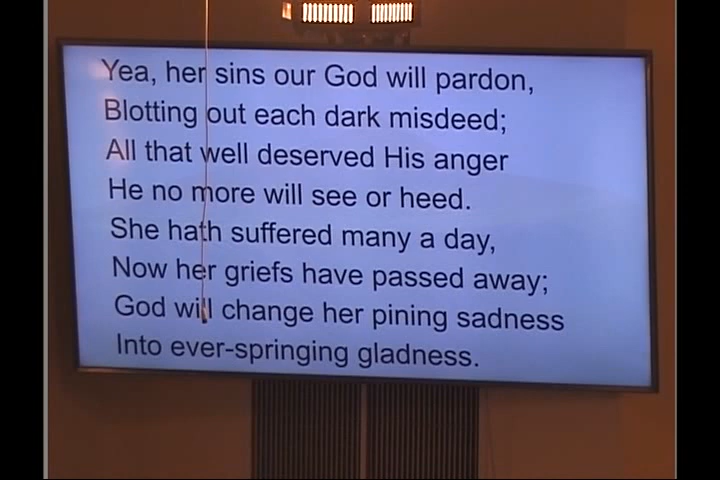 Yea, her sins our God will pardon,
Blotting out each dark misdeed;
All that well deserved His anger
He no more will see or heed.
She hath suffered many a day,
Now her griefs have passed away;
God will change her pining sadness
Into ever-springing gladness.